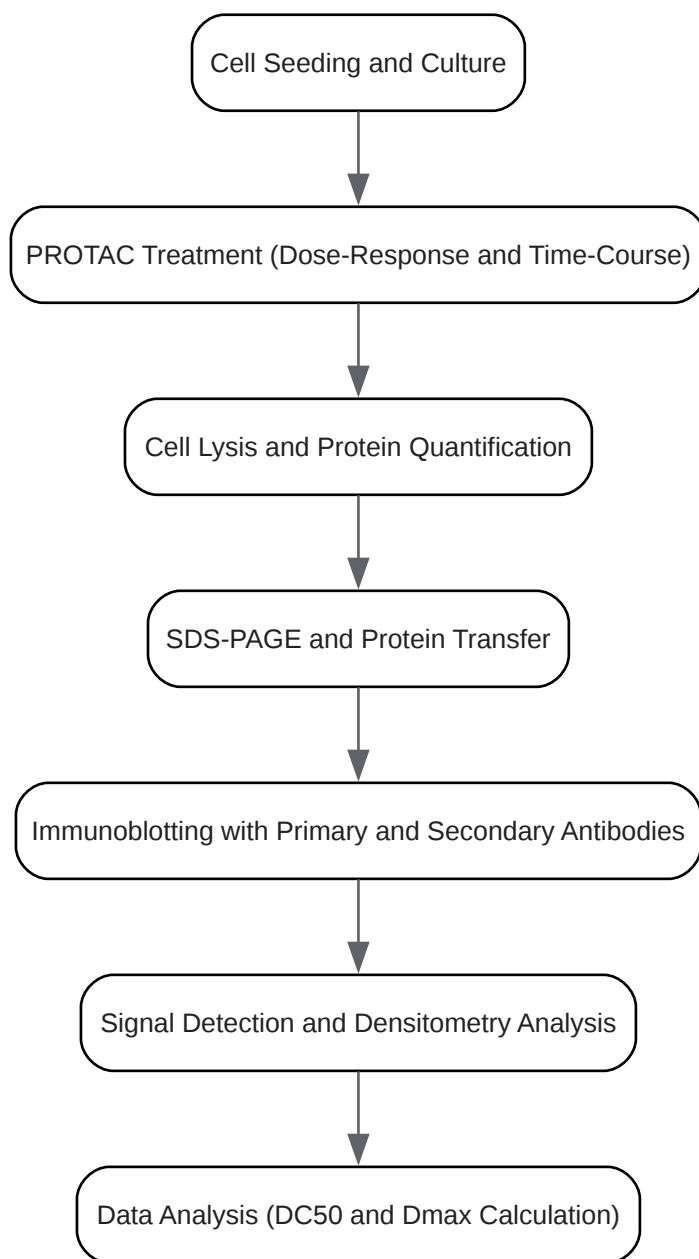 Cell Seeding and Culture
PROTAC Treatment (Dose-Response and Time-Course)
Cell Lysis and Protein Quantification
SDS-PAGE and Protein Transfer
Immunoblotting with Primary and Secondary Antibodies
Signal Detection and Densitometry Analysis
Data Analysis (DC50 and Dmax Calculation)